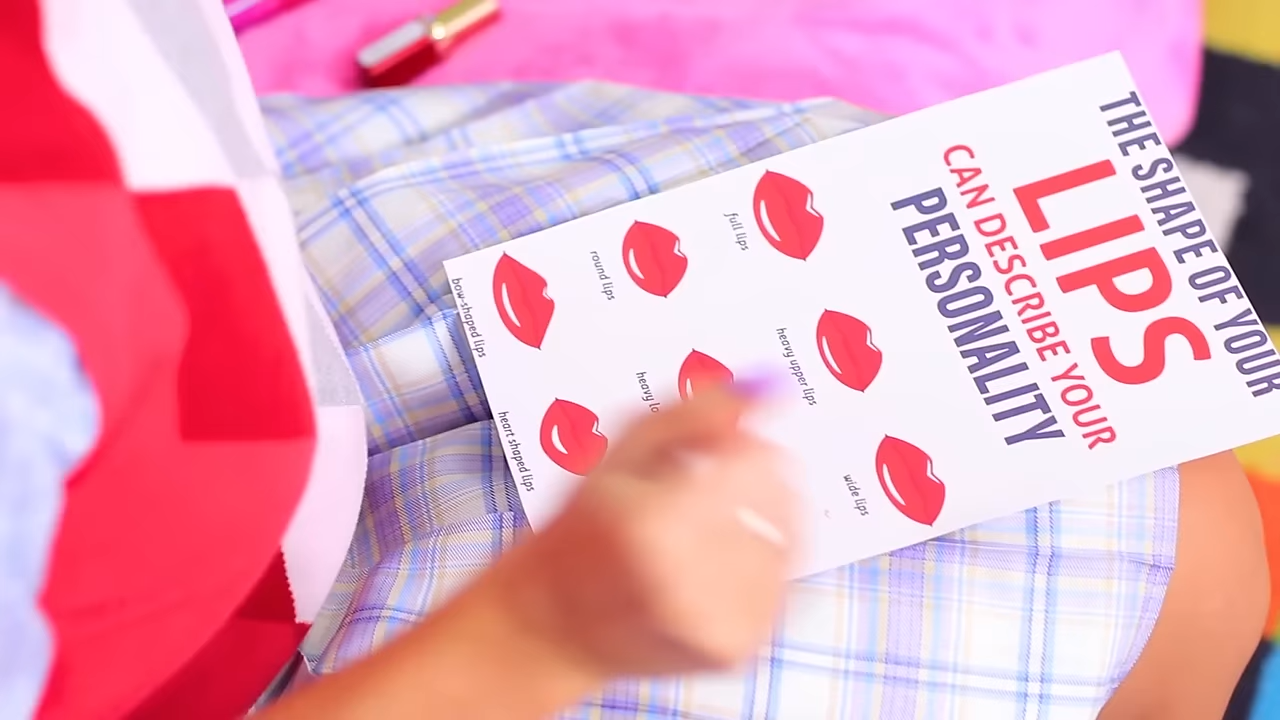 THE SHAPE OF YOUR
LIPS
CAN DESCRIBE YOUR
PERSONALITY
full lips
heavy upper lips
wide lips
round lips
heavy
bow-shaped lips
heart shaped lips